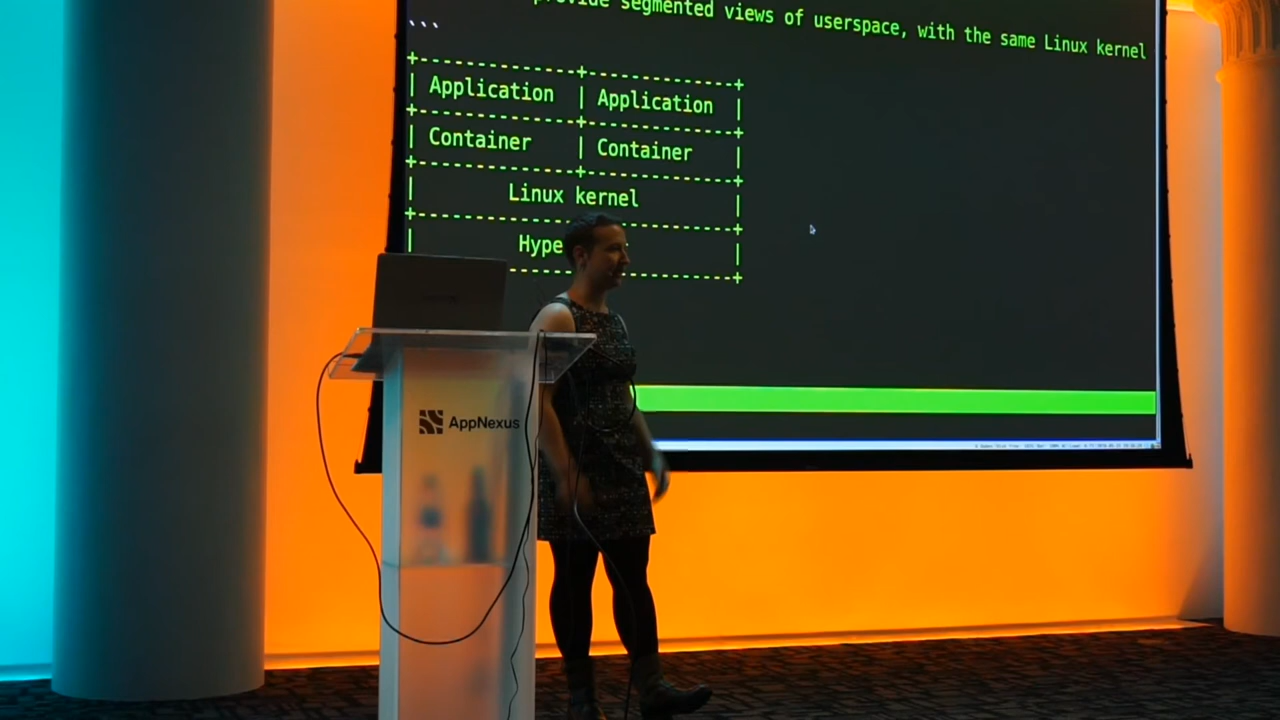 provide segmented views of userspace, with the same Linux kernel
```
+----------------+----------------+
| Application | Application |
+----------------+----------------+
| Container | Container |
+----------------+----------------+
| Linux kernel |
+---------------------------------+
| Hype |
---------------------------------+
AppNexus